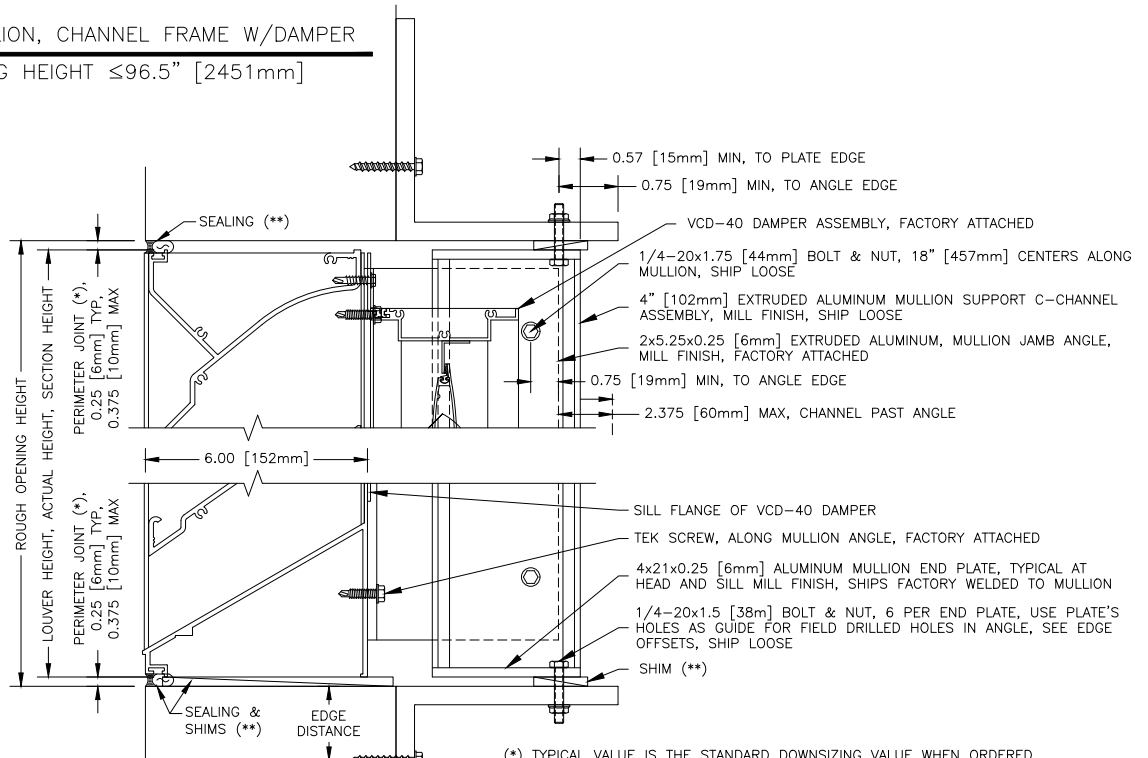 LION, CHANNEL FRAME W/DAMPER
G HEIGHT ≤96.5" [2451mm]
0.57 [15mm] MIN, TO PLATE EDGE
0.75 [19mm] MIN, TO ANGLE EDGE
SEALING (**)
VCD-40 DAMPER ASSEMBLY, FACTORY ATTACHED
1/4-20x1.75 [44mm] BOLT & NUT, 18" [457mm] CENTERS ALONG
MULLION, SHIP LOOSE
4" [102mm] EXTRUDED ALUMINUM MULLION SUPPORT C-CHANNEL
ASSEMBLY, MILL FINISH, SHIP LOOSE
2x5.25x0.25 [6mm] EXTRUDED ALUMINUM, MULLION JAMB ANGLE,
MILL FINISH, FACTORY ATTACHED
0.75 [19mm] MIN, TO ANGLE EDGE
2.375 [60mm] MAX, CHANNEL PAST ANGLE
ROUGH OPENING HEIGHT
LOUVER HEIGHT, ACTUAL HEIGHT, SECTION HEIGHT
PERIMETER JOINT (*),
0.25 [6mm] TYP,
0.375 [10mm] MAX
6.00 [152mm]
PERIMETER JOINT (*),
0.25 [6mm] TYP,
0.375 [10mm] MAX
SILL FLANGE OF VCD-40 DAMPER
TEK SCREW, ALONG MULLION ANGLE, FACTORY ATTACHED
4x21x0.25 [6mm] ALUMINUM MULLION END PLATE, TYPICAL AT
HEAD AND SILL MILL FINISH, SHIPS FACTORY WELDED TO MULLION
1/4-20x1.5 [38m] BOLT & NUT, 6 PER END PLATE, USE PLATE'S
HOLES AS GUIDE FOR FIELD DRILLED HOLES IN ANGLE, SEE EDGE
OFFSETS, SHIP LOOSE
SHIM (**)
SEALING &
SHIMS (**)
EDGE
DISTANCE
(*) TYPICAL VALUE IS THE STANDARD DOWNSIZING VALUE WHEN ORDERED